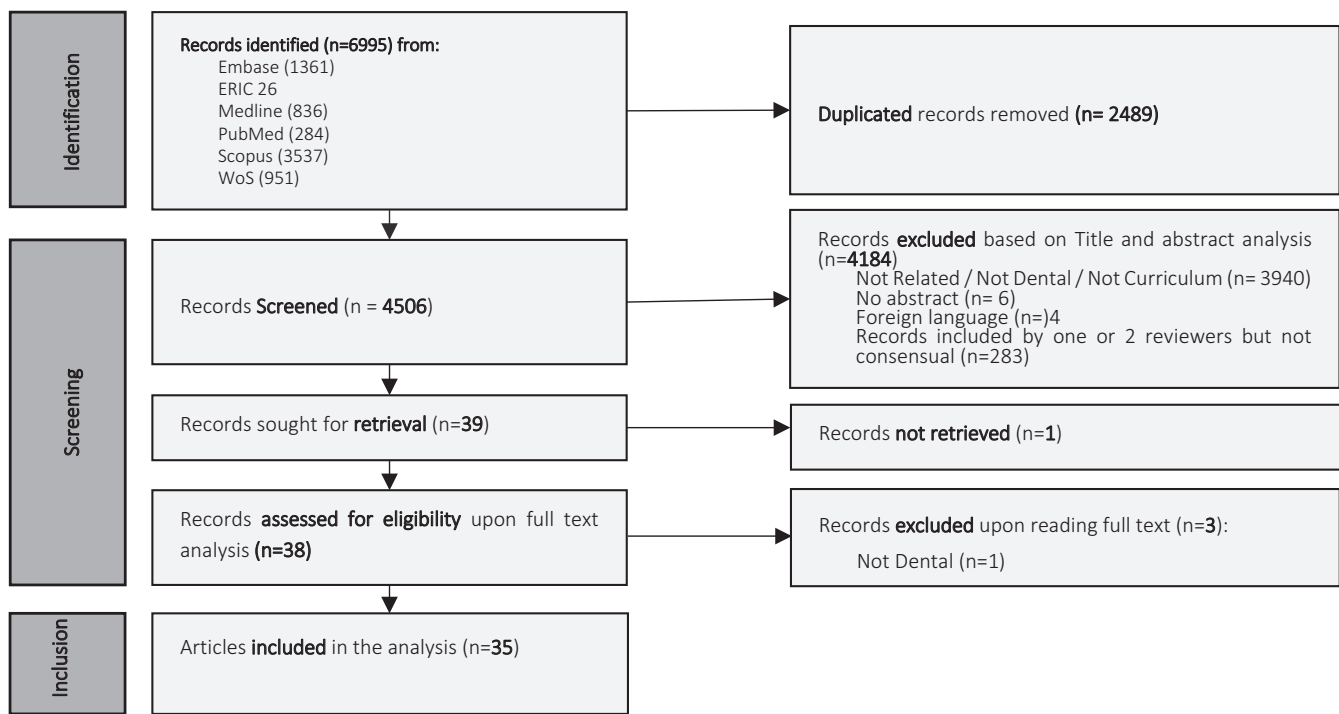 Identification
Records identified (n=6995) from:
Embase (1361)
ERIC 26
Medline (836)
PubMed (284)
Scopus (3537)
WoS (951)
Duplicated records removed (n= 2489)
Screening
Records Screened (n = 4506)
Records excluded based on Title and abstract analysis
(n=4184)
Not Related / Not Dental / Not Curriculum (n= 3940)
No abstract (n= 6)
Foreign language (n=)4
Records included by one or 2 reviewers but not
consensual (n=283)
Records sought for retrieval (n=39)
Records not retrieved (n=1)
Records assessed for eligibility upon full text
analysis (n=38)
Records excluded upon reading full text (n=3):
Not Dental (n=1)
Inclusion
Articles included in the analysis (n=35)